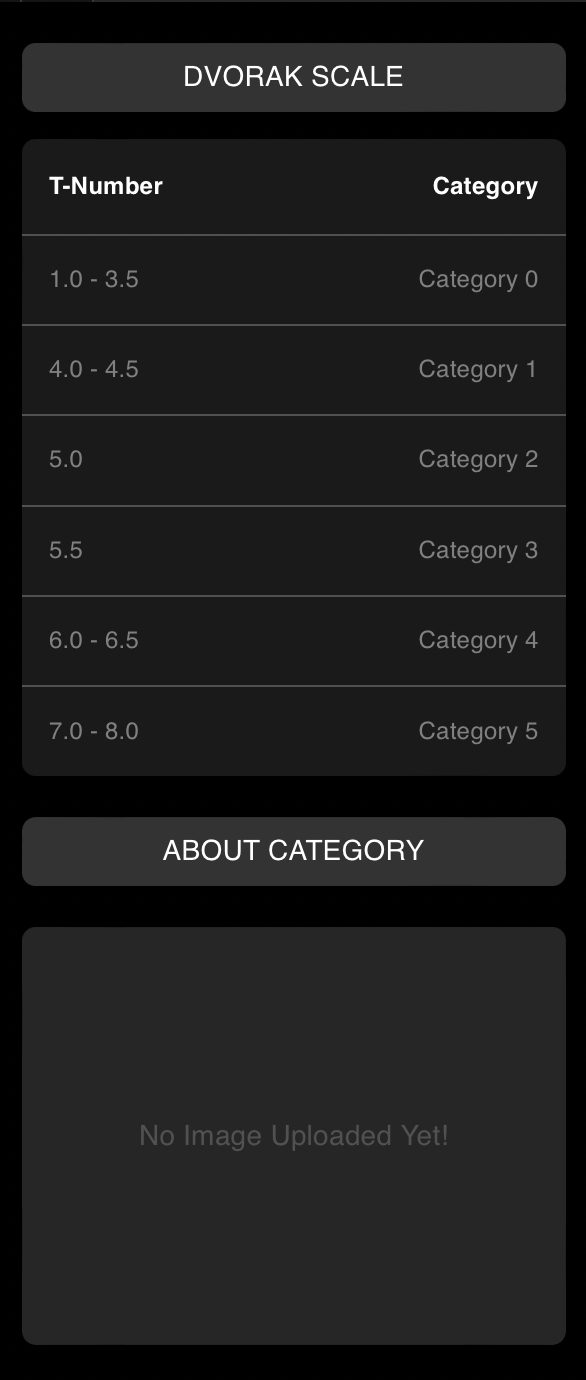 DVORAK SCALE
T-Number Category
1.0 - 3.5 Category 0
4.0 - 4.5 Category 1
5.0 Category 2
5.5 Category 3
6.0 - 6.5 Category 4
7.0 - 8.0 Category 5
ABOUT CATEGORY
No Image Uploaded Yet!